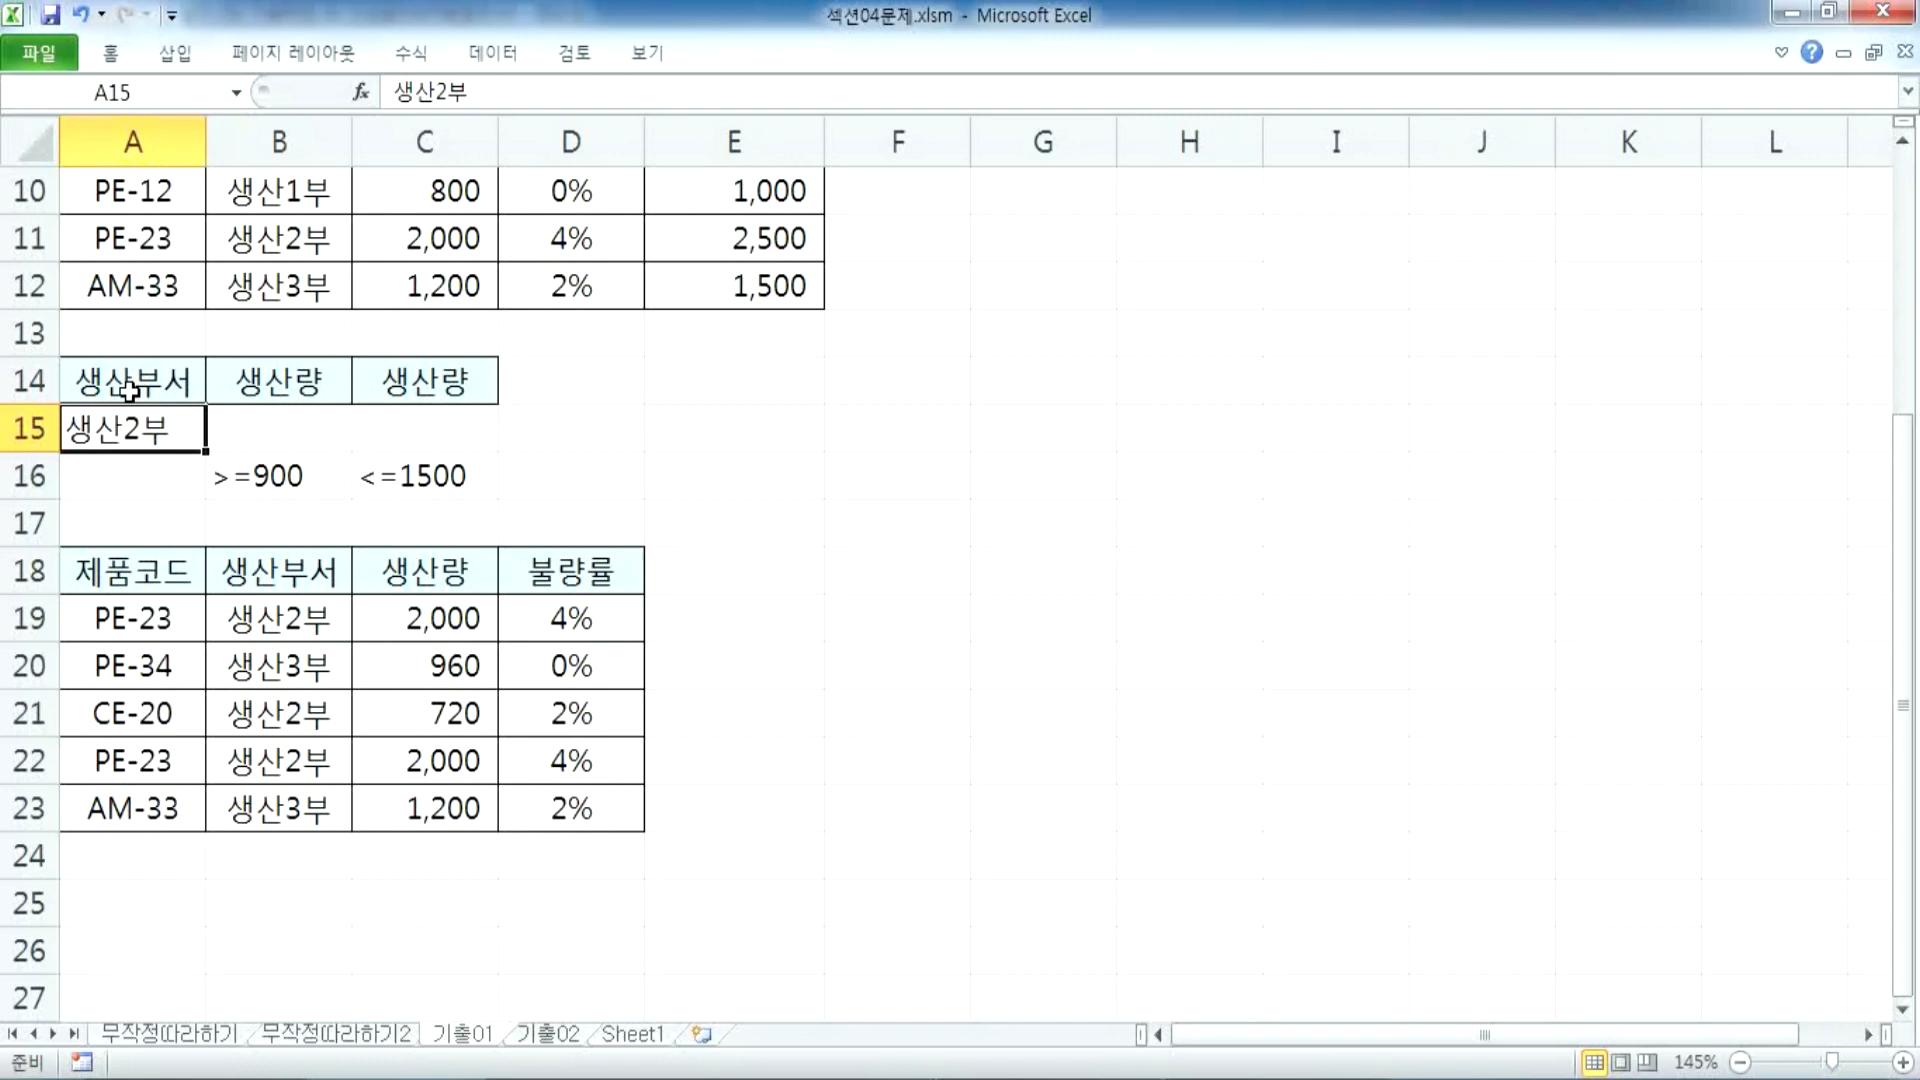 섹션04문제.xlsm - Microsoft Excel
파일 홈 삽입 페이지 레이아웃 수식 데이터 검토 보기
A15 fx 생산2부
A B C D E F G H I J K L
10 PE-12 생산1부 800 0% 1,000
11 PE-23 생산2부 2,000 4% 2,500
12 AM-33 생산3부 1,200 2% 1,500
13
14 생산부서 생산량 생산량
15 생산2부
16 >=900 <=1500
17
18 제품코드 생산부서 생산량 불량률
19 PE-23 생산2부 2,000 4%
20 PE-34 생산3부 960 0%
21 CE-20 생산2부 720 2%
22 PE-23 생산2부 2,000 4%
23 AM-33 생산3부 1,200 2%
24
25
26
27
무작정따라하기 무작정따라하기2 기출01 기출02 Sheet1
준비 145%